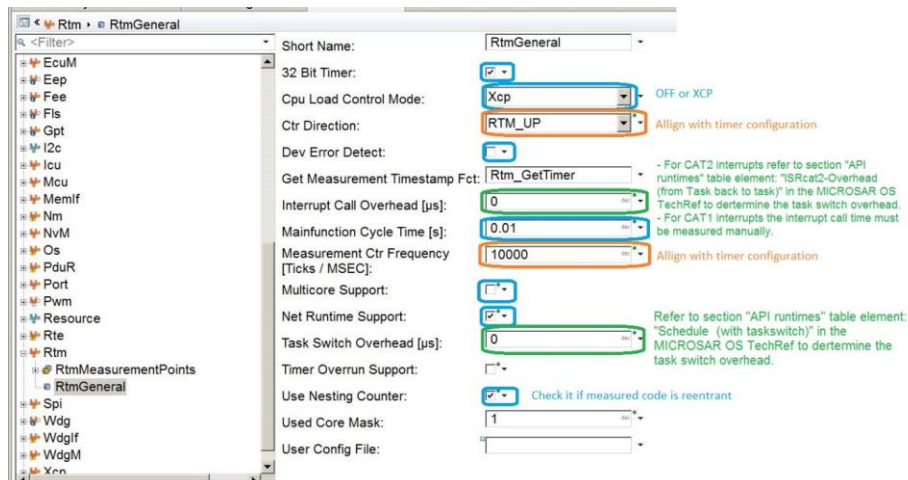 Rtm RtmGeneral
<Filter>
EcuM
Eep
Fee
Fls
Gpt
I2c
Icu
Mcu
MemIf
Nm
NvM
Os
PduR
Port
Pwm
Resource
Rte
Rtm
RtmMeasurementPoints
RtmGeneral
Spi
Wdg
WdgIf
WdgM
Xcp
Short Name: RtmGeneral
32 Bit Timer:
Cpu Load Control Mode: Xcp OFF or XCP
Ctr Direction: RTM_UP Allign with timer configuration
Dev Error Detect:
Get Measurement Timestamp Fct: Rtm_GetTimer
Interrupt Call Overhead [µs]: 0 dec
- For CAT2 interrupts refer to section "API
runtimes" table element: "ISRcat2-Overhead
(from Task back to task)" in the MICROSAR OS
TechRef to dertermine the task switch overhead.
- For CAT1 interrupts the interrupt call time must
be measured manually.
Mainfunction Cycle Time [s]: 0.01 dec
Measurement Ctr Frequency
[Ticks / MSEC]: 10000 dec Allign with timer configuration
Multicore Support:
Net Runtime Support:
Task Switch Overhead [µs]: 0 dec
Refer to section "API runtimes" table element:
"Schedule (with taskswitch)" in the
MICROSAR OS TechRef to dertermine the
task switch overhead.
Timer Overrun Support:
Use Nesting Counter: Check it if measured code is reentrant
Used Core Mask: 1 dec
User Config File: